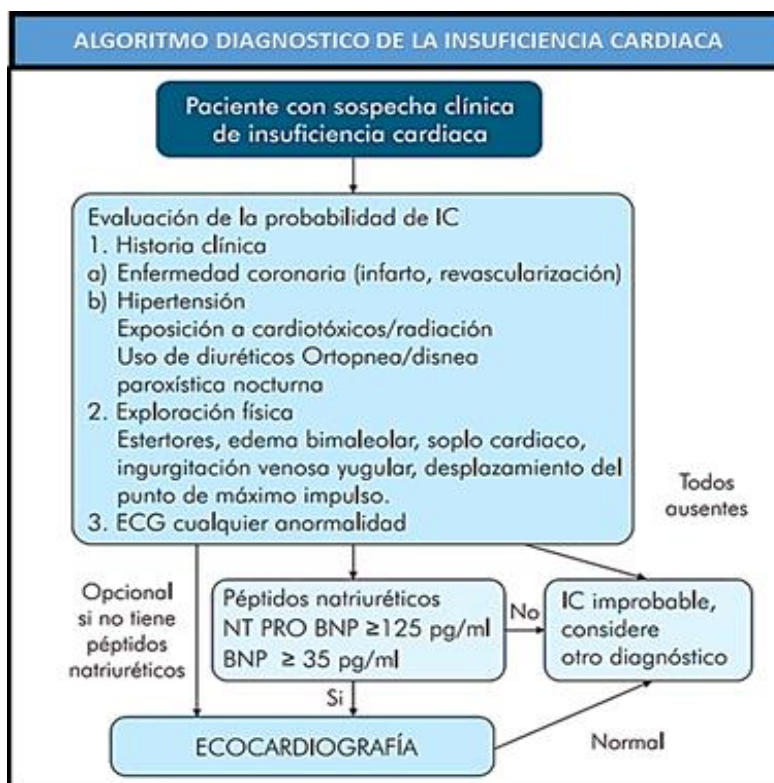 ALGORITMO DIAGNOSTICO DE LA INSUFICIENCIA CARDIACA
Paciente con sospecha clínica
de insuficiencia cardiaca
Evaluación de la probabilidad de IC
1. Historia clínica
a) Enfermedad coronaria (infarto, revascularización)
b) Hipertensión
Exposición a cardiotóxicos/radiación
Uso de diuréticos Ortopnea/disnea
paroxística nocturna
2. Exploración física
Estertores, edema bimaleolar, soplo cardiaco,
ingurgitación venosa yugular, desplazamiento del
punto de máximo impulso.
3. ECG cualquier anormalidad
Todos
ausentes
Opcional
si no tiene
péptidos
natriuréticos
Péptidos natriuréticos
NT PRO BNP ≥125 pg/ml
BNP ≥ 35 pg/ml
No
IC improbable,
considere
otro diagnóstico
Si
ECOCARDIOGRAFÍA
Normal